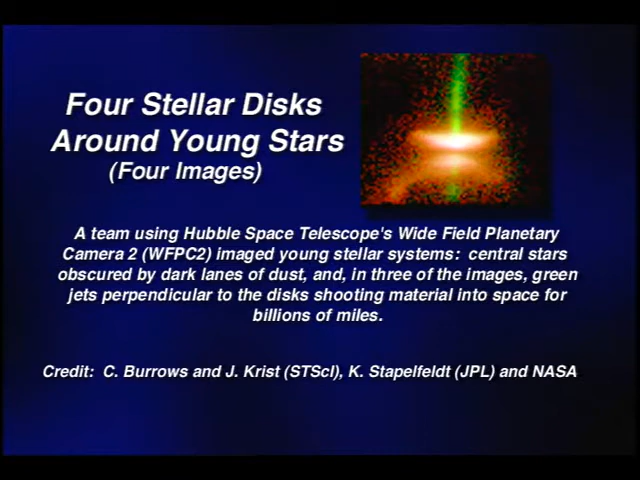 Four Stellar Disks
Around Young Stars
(Four Images)
A team using Hubble Space Telescope's Wide Field Planetary
Camera 2 (WFPC2) imaged young stellar systems: central stars
obscured by dark lanes of dust, and, in three of the images, green
jets perpendicular to the disks shooting material into space for
billions of miles.
Credit: C. Burrows and J. Krist (STScI), K. Stapelfeldt (JPL) and NASA